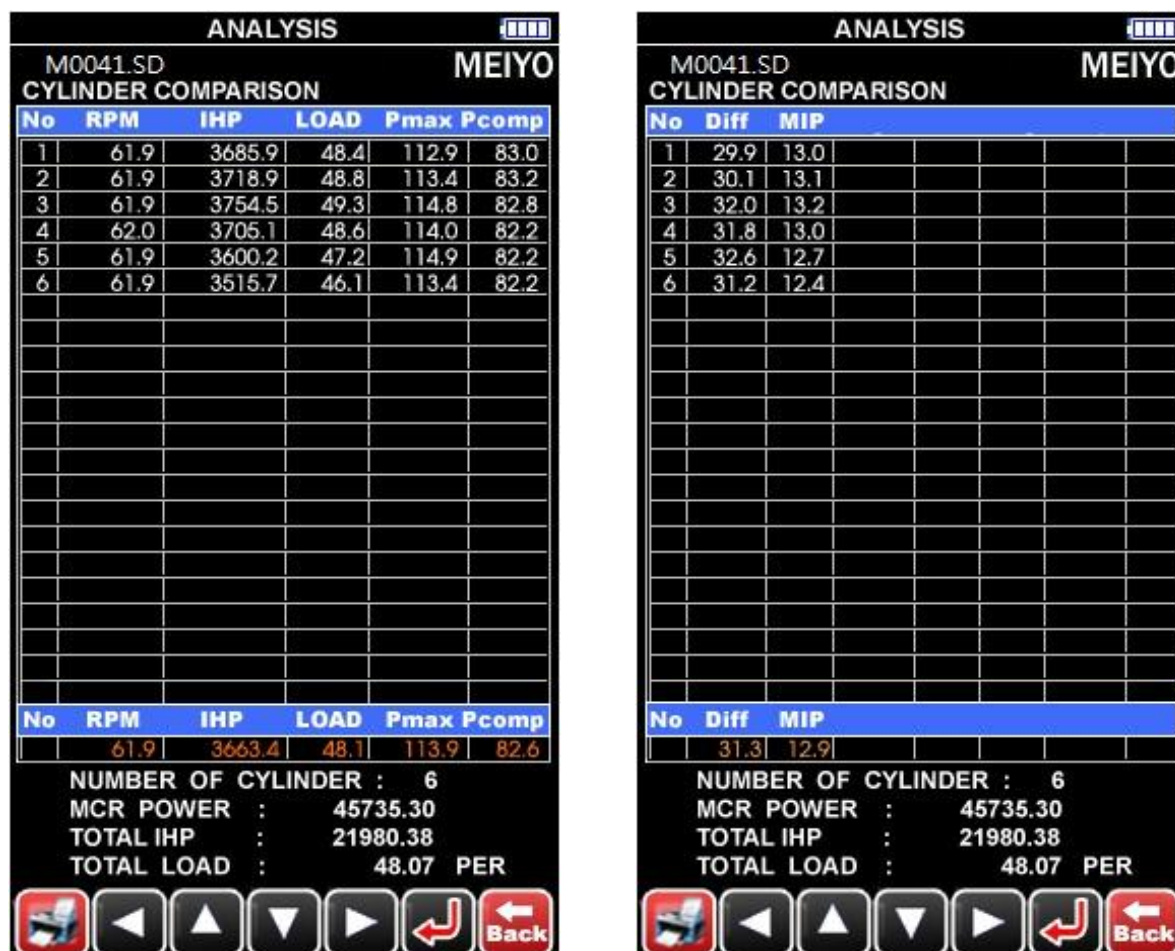 ANALYSIS
M0041.SD MEIYO
CYLINDER COMPARISON
No RPM IHP LOAD Pmax Pcomp
1 61.9 3685.9 48.4 112.9 83.0
2 61.9 3718.9 48.8 113.4 83.2
3 61.9 3754.5 49.3 114.8 82.8
4 62.0 3705.1 48.6 114.0 82.2
5 61.9 3600.2 47.2 114.9 82.2
6 61.9 3515.7 46.1 113.4 82.2
No RPM IHP LOAD Pmax Pcomp
61.9 3663.4 48.1 113.9 82.6
NUMBER OF CYLINDER : 6
MCR POWER : 45735.30
TOTAL IHP : 21980.38
TOTAL LOAD : 48.07 PER
Back
ANALYSIS
M0041.SD MEIYO
CYLINDER COMPARISON
No Diff MIP
1 29.9 13.0
2 30.1 13.1
3 32.0 13.2
4 31.8 13.0
5 32.6 12.7
6 31.2 12.4
No Diff MIP
31.3 12.9
NUMBER OF CYLINDER : 6
MCR POWER : 45735.30
TOTAL IHP : 21980.38
TOTAL LOAD : 48.07 PER
Back